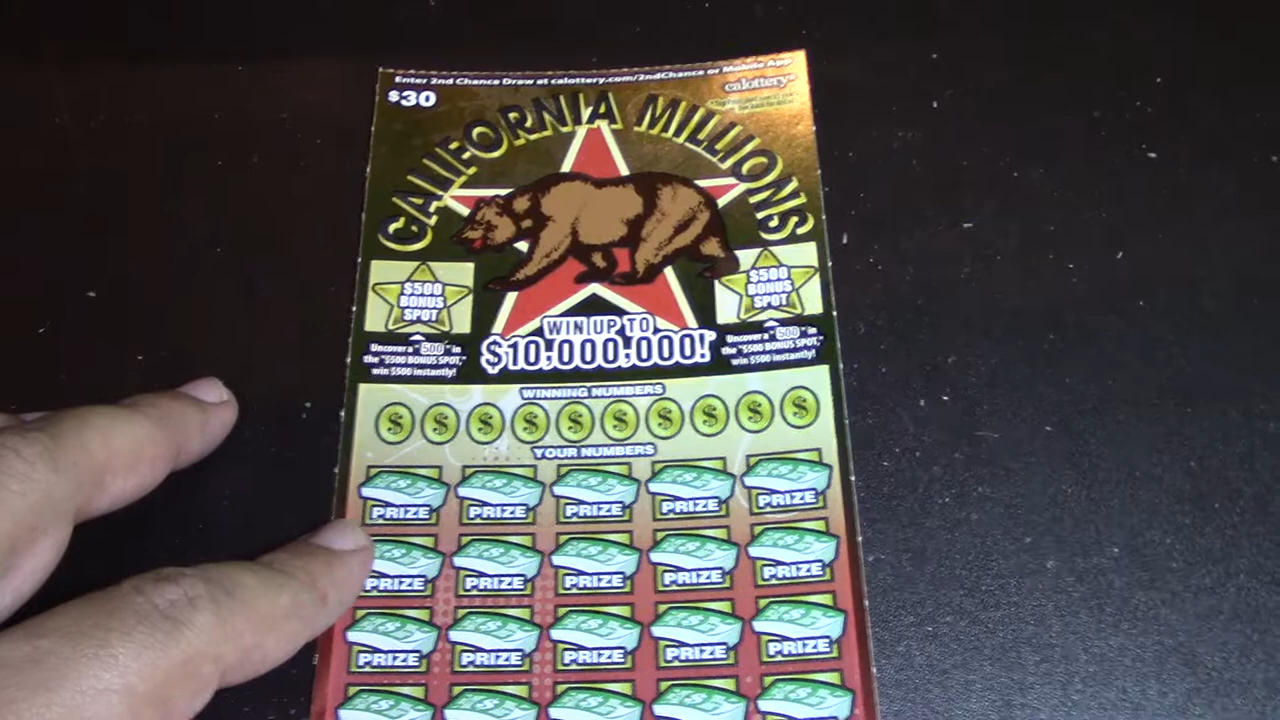 Enter 2nd Chance Draw at calottery.com/2ndChance or Mobile App
$30
calottery
CALIFORNIA MILLIONS
$500
BONUS
SPOT
$500
BONUS
SPOT
WIN UP TO
$10,000,000!*
Uncover a "500" in
the "$500 BONUS SPOT,"
win $500 instantly!
Uncover a "500" in
the "$500 BONUS SPOT,"
win $500 instantly!
WINNING NUMBERS
$ $ $ $ $ $ $ $ $ $
YOUR NUMBERS
PRIZE PRIZE PRIZE PRIZE PRIZE
PRIZE PRIZE PRIZE PRIZE PRIZE
PRIZE PRIZE PRIZE PRIZE PRIZE